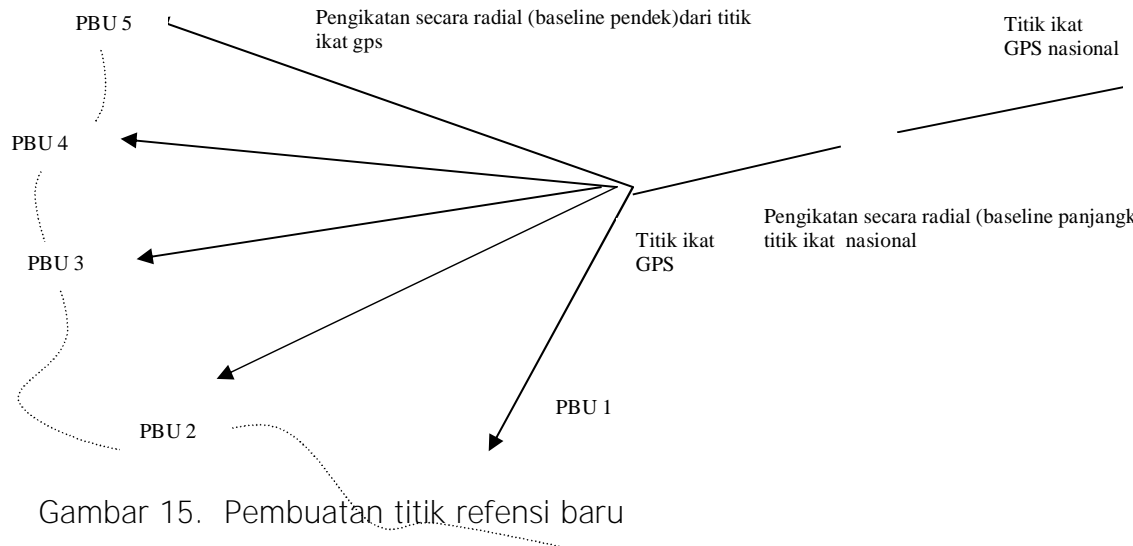 PBU 5
Pengikatan secara radial (baseline pendek)dari titik
ikat gps
Titik ikat
GPS nasional
PBU 4
PBU 3
Titik ikat
GPS
Pengikatan secara radial (baseline panjangk
titik ikat nasional
PBU 1
PBU 2
Gambar 15. Pembuatan titik refensi baru